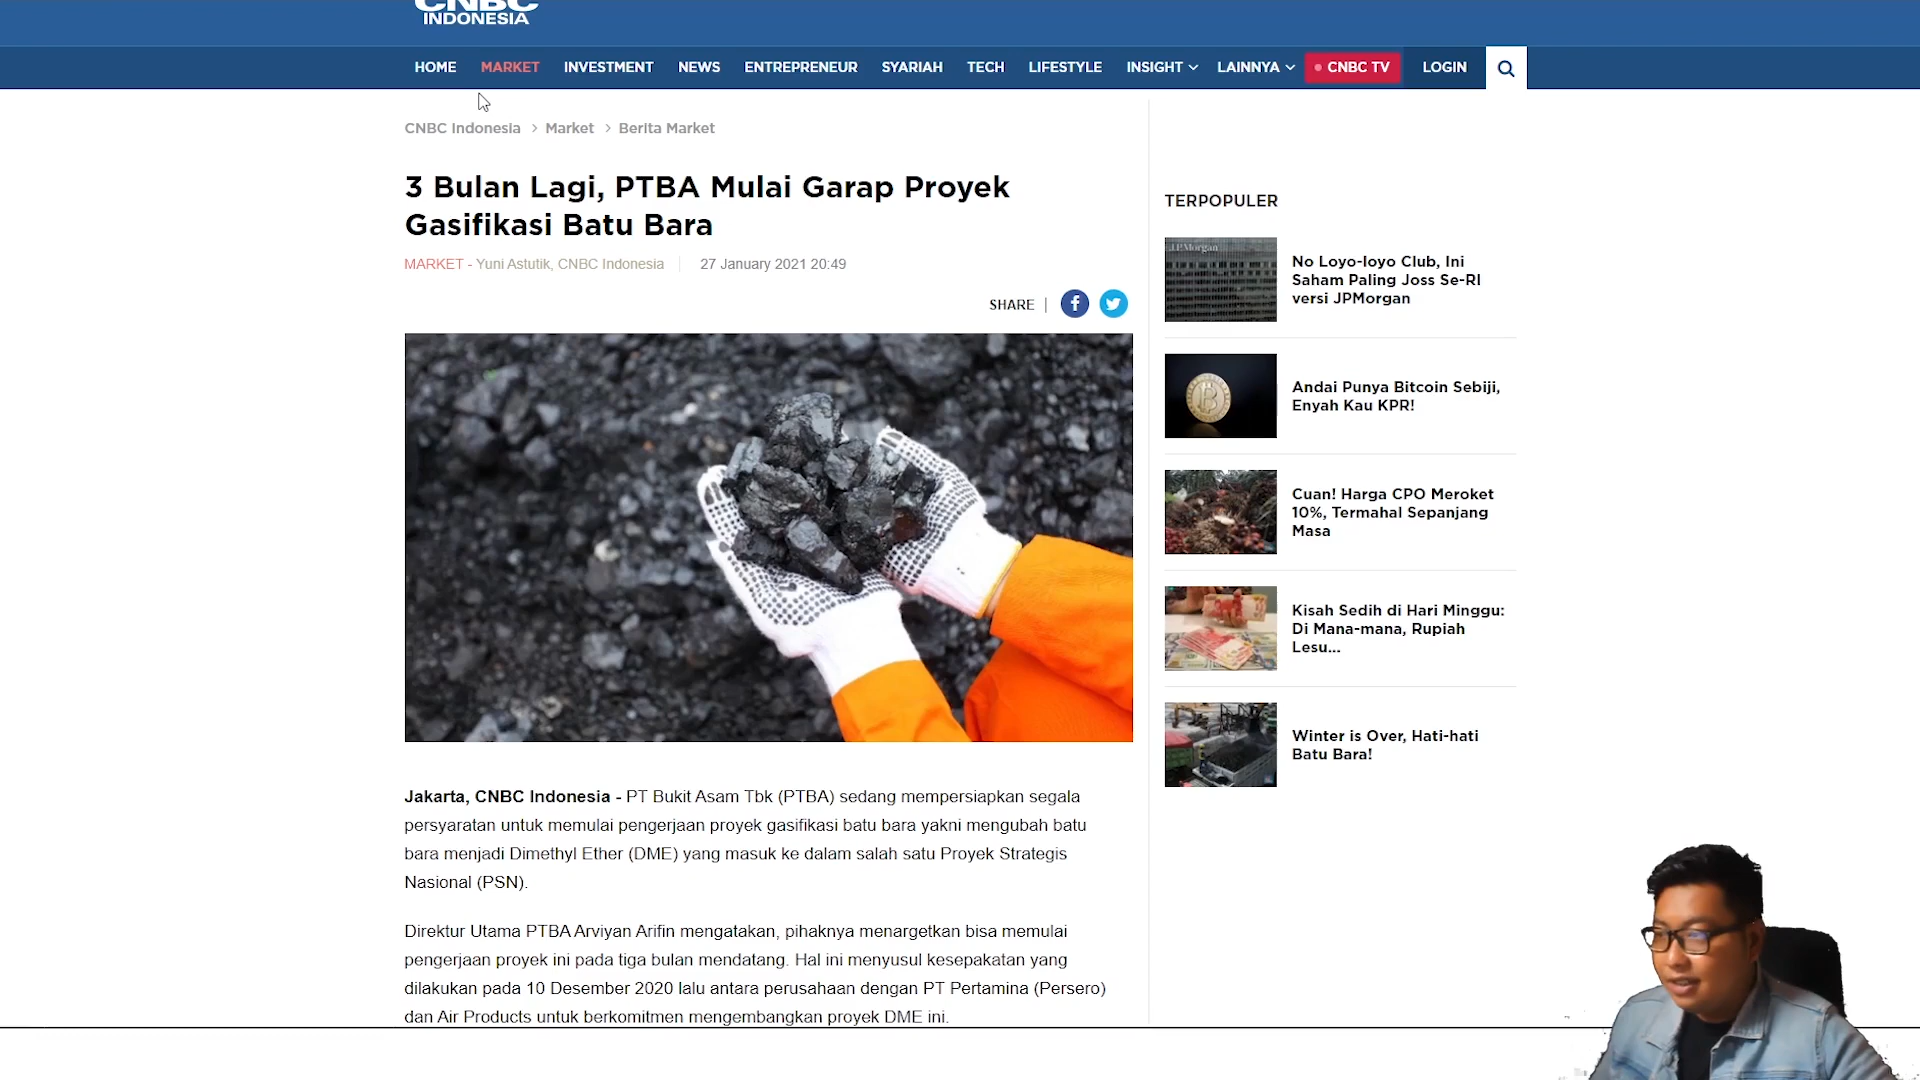 CNBC
INDONESIA
HOME MARKET INVESTMENT NEWS ENTREPRENEUR SYARIAH TECH LIFESTYLE INSIGHT LAINNYA CNBC TV LOGIN
CNBC Indonesia > Market > Berita Market
3 Bulan Lagi, PTBA Mulai Garap Proyek
Gasifikasi Batu Bara
MARKET - Yuni Astutik, CNBC Indonesia 27 January 2021 20:49
SHARE |
Jakarta, CNBC Indonesia - PT Bukit Asam Tbk (PTBA) sedang mempersiapkan segala
persyaratan untuk memulai pengerjaan proyek gasifikasi batu bara yakni mengubah batu
bara menjadi Dimethyl Ether (DME) yang masuk ke dalam salah satu Proyek Strategis
Nasional (PSN).
Direktur Utama PTBA Arviyan Arifin mengatakan, pihaknya menargetkan bisa memulai
pengerjaan proyek ini pada tiga bulan mendatang. Hal ini menyusul kesepakatan yang
dilakukan pada 10 Desember 2020 lalu antara perusahaan dengan PT Pertamina (Persero)
dan Air Products untuk berkomitmen mengembangkan proyek DME ini.
TERPOPULER
J.P.Morgan
No Loyo-loyo Club, Ini
Saham Paling Joss Se-RI
versi JPMorgan
Andai Punya Bitcoin Sebiji,
Enyah Kau KPR!
Cuan! Harga CPO Meroket
10%, Termahal Sepanjang
Masa
Kisah Sedih di Hari Minggu:
Di Mana-mana, Rupiah
Lesu...
Winter is Over, Hati-hati
Batu Bara!